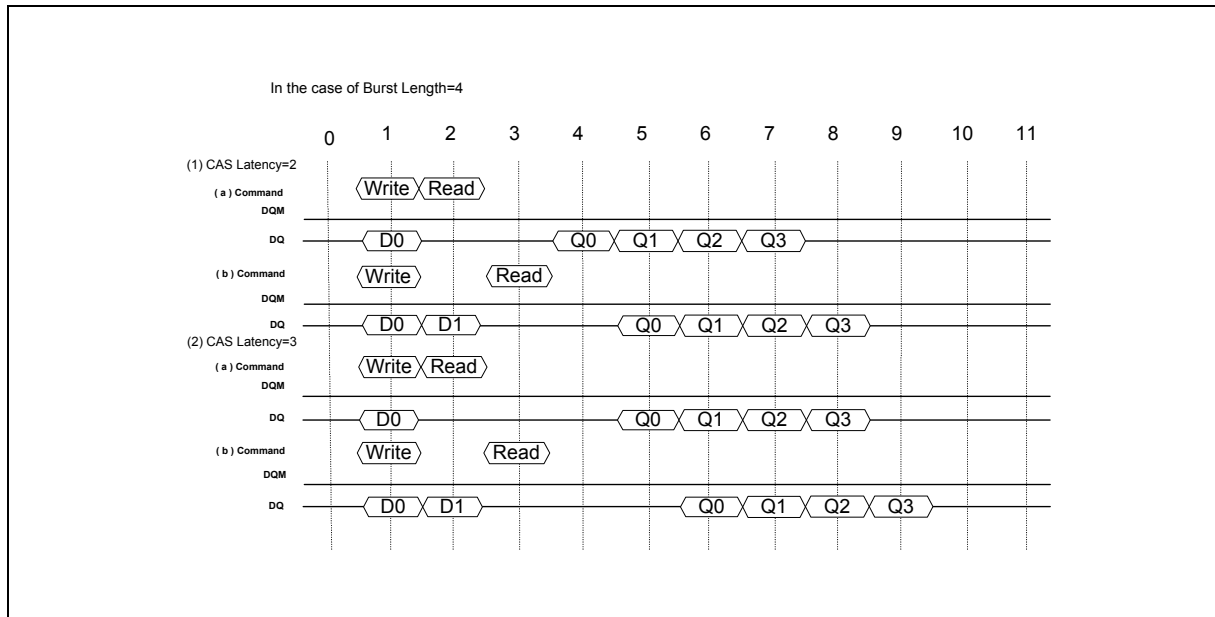 In the case of Burst Length=4
0 1 2 3 4 5 6 7 8 9 10 11
(1) CAS Latency=2
( a ) Command Write Read
DQM
DQ D0 Q0 Q1 Q2 Q3
( b ) Command Write Read
DQM
DQ D0 D1 Q0 Q1 Q2 Q3
(2) CAS Latency=3
( a ) Command Write Read
DQM
DQ D0 Q0 Q1 Q2 Q3
( b ) Command Write Read
DQM
DQ D0 D1 Q0 Q1 Q2 Q3